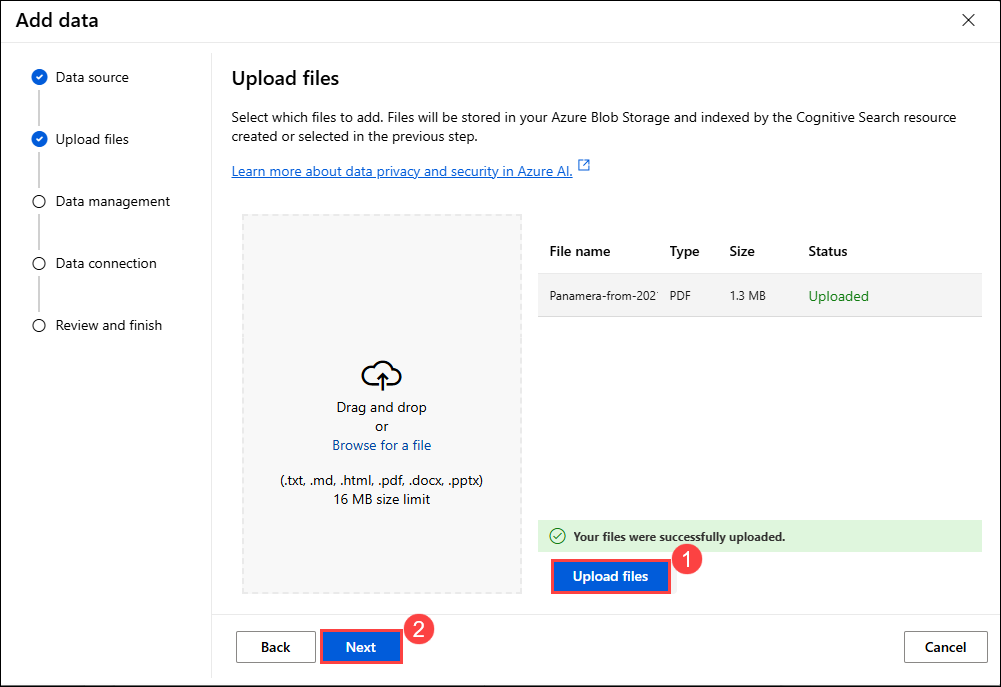 Add data
Data source
Upload files
Data management
Data connection
Review and finish
Upload files
Select which files to add. Files will be stored in your Azure Blob Storage and indexed by the Cognitive Search resource
created or selected in the previous step.
Learn more about data privacy and security in Azure AI.
Drag and drop
or
Browse for a file
(.txt, .md, .html, .pdf, .docx, .pptx)
16 MB size limit
File name Type Size Status
Panamera-from-202 PDF 1.3 MB Uploaded
Your files were successfully uploaded.
Upload files
1
Back
Next
2
Cancel